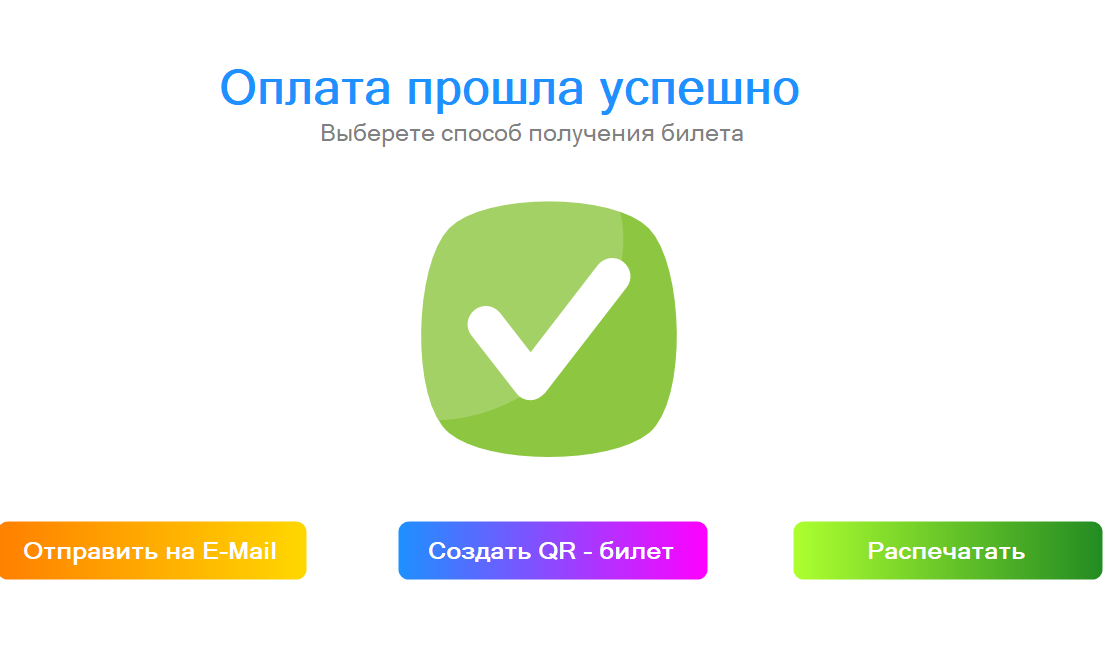 Оплата прошла успешно
Выберете способ получения билета
Отправить на E-Mail
Создать QR - билет
Распечатать